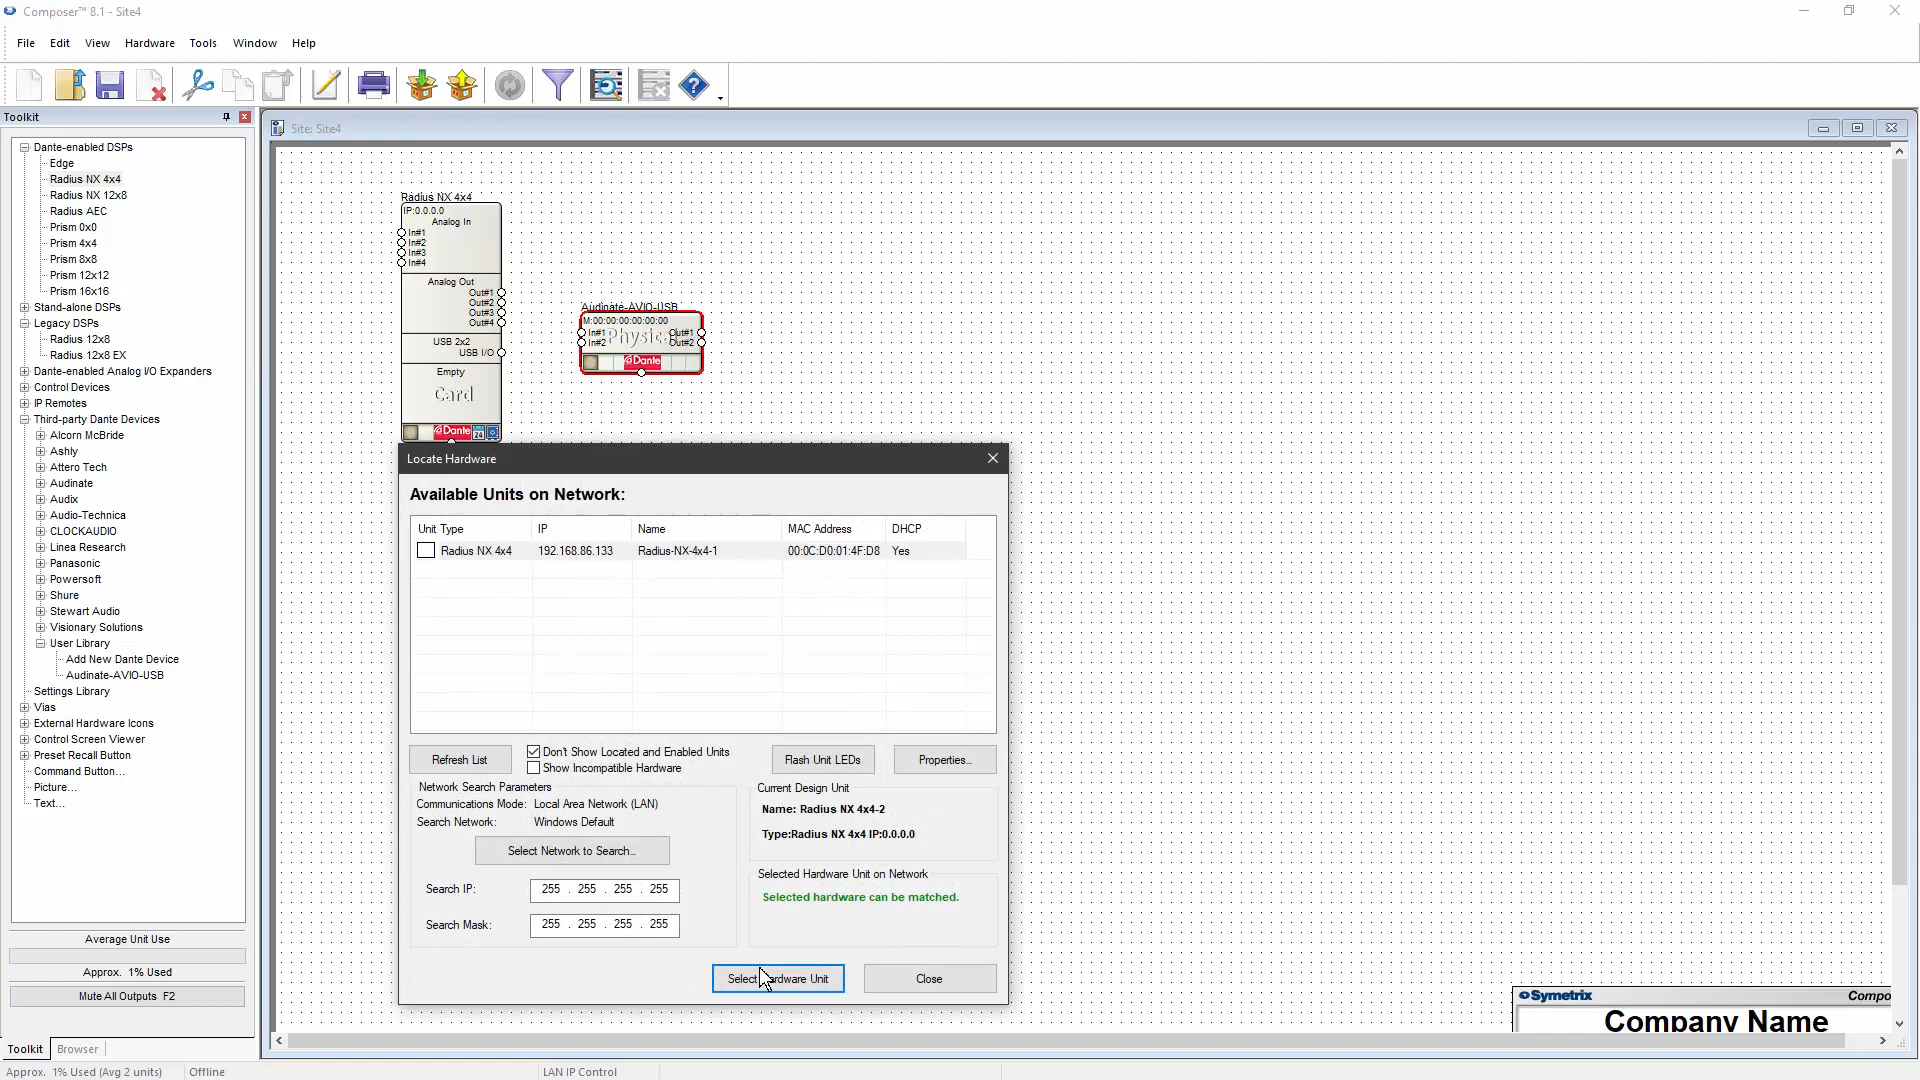 Composer™ 8.1 - Site4
File Edit View Hardware Tools Window Help
Toolkit
Dante-enabled DSPs
Edge
Radius NX 4x4
Radius NX 12x8
Radius AEC
Prism 0x0
Prism 4x4
Prism 8x8
Prism 12x12
Prism 16x16
Stand-alone DSPs
Legacy DSPs
Radius 12x8
Radius 12x8 EX
Dante-enabled Analog I/O Expanders
Control Devices
IP Remotes
Third-party Dante Devices
Alcorn McBride
Ashly
Attero Tech
Audinate
Audix
Audio-Technica
CLOCKAUDIO
Linea Research
Panasonic
Powersoft
Shure
Stewart Audio
Visionary Solutions
User Library
Add New Dante Device
Audinate-AVIO-USB
Settings Library
Vias
External Hardware Icons
Control Screen Viewer
Preset Recall Button
Command Button...
Picture...
Text...
Average Unit Use
Approx. 1% Used
Mute All Outputs F2
Toolkit Browser
Site: Site4
Radius NX 4x4
IP:0.0.0.0
Analog In
In#1
In#2
In#3
In#4
Analog Out
Out#1
Out#2
Out#3
Out#4
USB 2x2
USB I/O
Empty
Card
Dante 24
Audinate-AVIO-USB
M:00:00:00:00:00:00
In#1 Out#1
In#2 Out#2
Dante
Locate Hardware
Available Units on Network:
Unit Type IP Name MAC Address DHCP
Radius NX 4x4 192.168.86.133 Radius-NX-4x4-1 00:0C:D0:01:4F:D8 Yes
Refresh List
Don't Show Located and Enabled Units
Show Incompatible Hardware
Flash Unit LEDs
Properties...
Network Search Parameters
Communications Mode: Local Area Network (LAN)
Search Network: Windows Default
Select Network to Search...
Search IP: 255 . 255 . 255 . 255
Search Mask: 255 . 255 . 255 . 255
Current Design Unit
Name: Radius NX 4x4-2
Type:Radius NX 4x4 IP:0.0.0.0
Selected Hardware Unit on Network
Selected hardware can be matched.
Select Hardware Unit
Close
Symetrix Compo
Company Name
Approx. 1% Used (Avg 2 units) Offline LAN IP Control